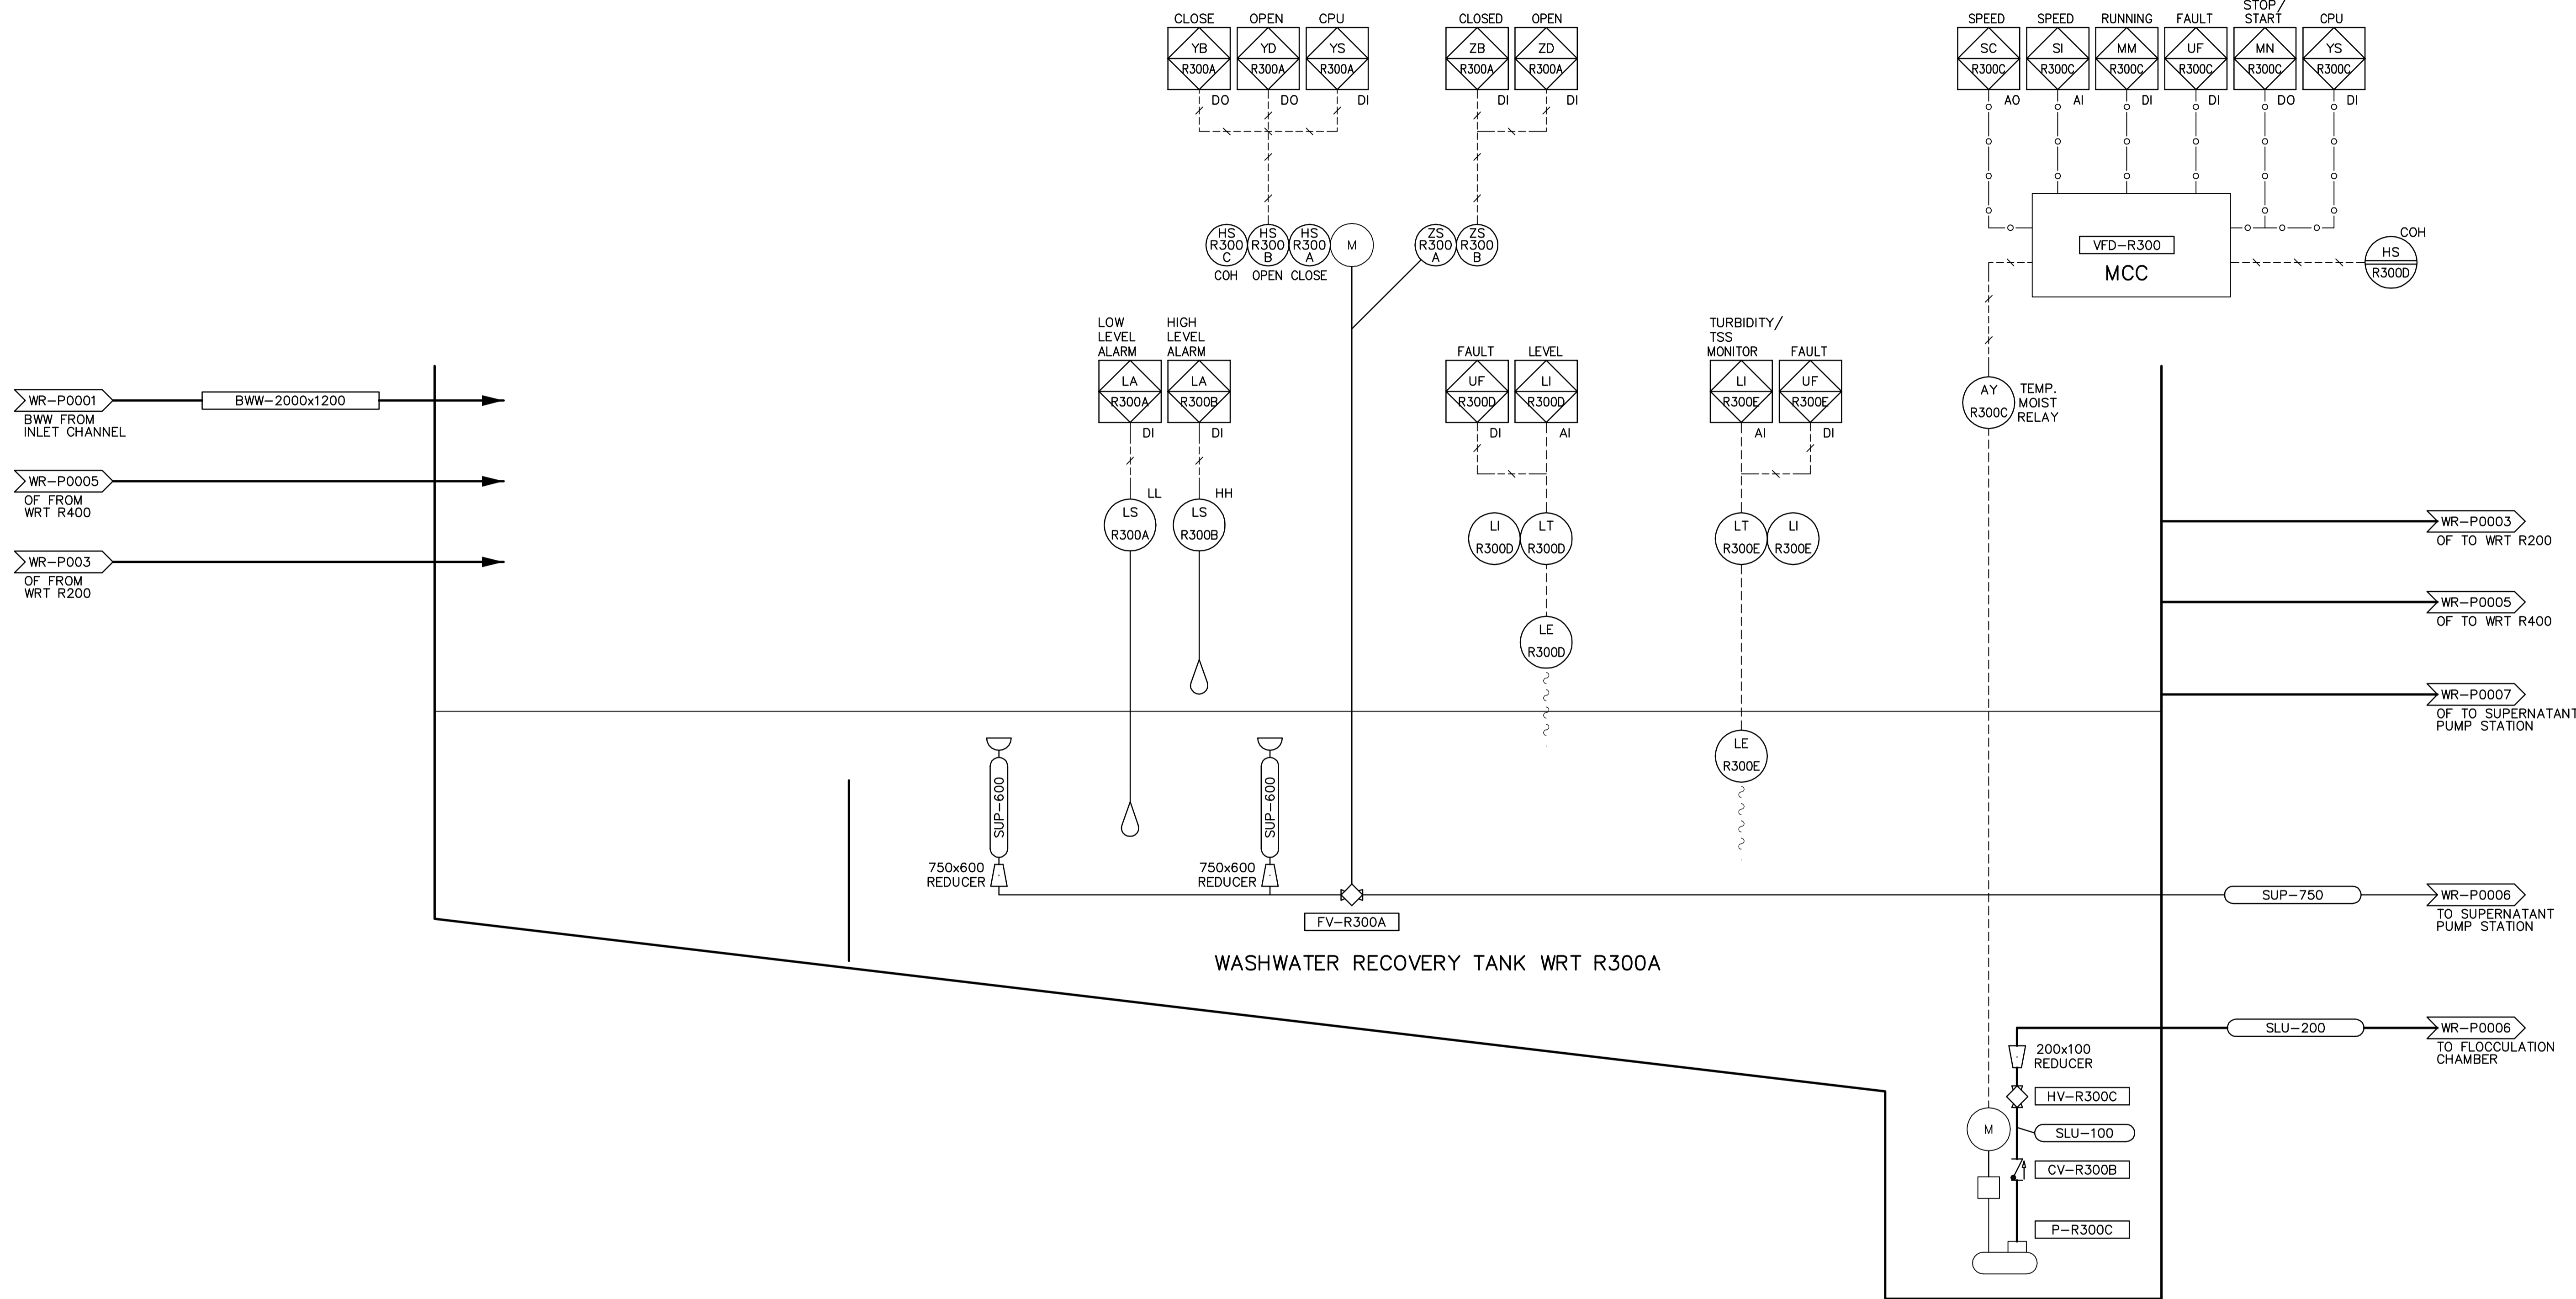 CLOSE
OPEN
CPU
YB
R300A
DO
YD
R300A
DO
YS
R300A
DI
CLOSED
OPEN
ZB
R300A
DI
ZD
R300A
DI
SPEED
SPEED
RUNNING
FAULT
STOP/
START
CPU
SC
R300C
AO
SI
R300C
AI
MM
R300C
DI
UF
R300C
DI
MN
R300C
DO
YS
R300C
DI
HS
R300
C
COH
HS
R300
B
OPEN
HS
R300
A
CLOSE
M
ZS
R300
A
ZS
R300
B
VFD-R300
MCC
COH
HS
R300D
LOW
LEVEL
ALARM
LA
R300A
DI
HIGH
LEVEL
ALARM
LA
R300B
DI
FAULT
UF
R300D
DI
LEVEL
LI
R300D
AI
TURBIDITY/
TSS
MONITOR
LI
R300E
AI
FAULT
UF
R300E
DI
AY
R300C
TEMP.
MOIST
RELAY
WR-P0001
BWW FROM
INLET CHANNEL
BWW-2000x1200
WR-P0005
OF FROM
WRT R400
WR-P003
OF FROM
WRT R200
LL
LS
R300A
HH
LS
R300B
LI
R300D
LT
R300D
LT
R300E
LI
R300E
LE
R300D
LE
R300E
WR-P0003
OF TO WRT R200
WR-P0005
OF TO WRT R400
WR-P0007
OF TO SUPERNATANT
PUMP STATION
SUP-600
750x600
REDUCER
SUP-600
750x600
REDUCER
FV-R300A
SUP-750
WR-P0006
TO SUPERNATANT
PUMP STATION
WASHWATER RECOVERY TANK WRT R300A
SLU-200
WR-P0006
TO FLOCCULATION
CHAMBER
200x100
REDUCER
HV-R300C
M
SLU-100
CV-R300B
P-R300C